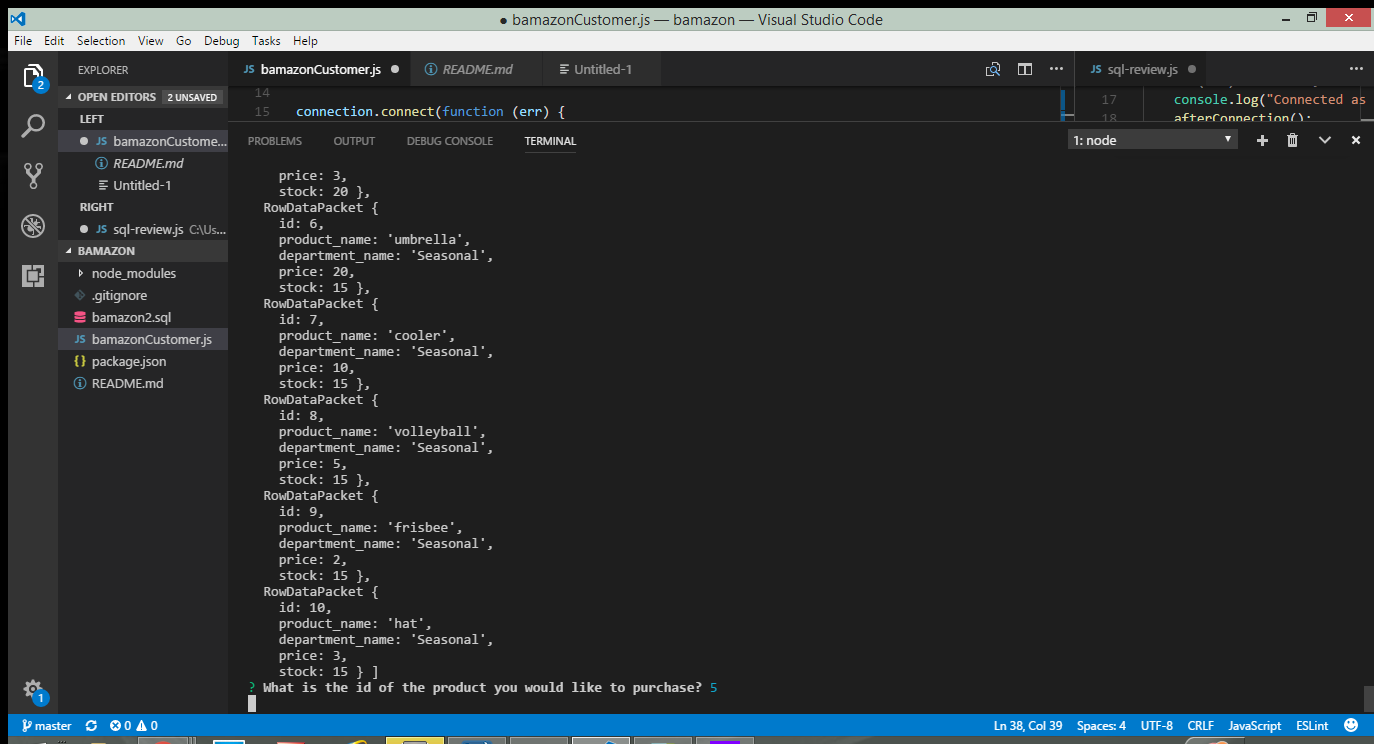 ● bamazonCustomer.js — bamazon — Visual Studio Code
File Edit Selection View Go Debug Tasks Help
EXPLORER
OPEN EDITORS 2 UNSAVED
LEFT
● JS bamazonCustome...
README.md
Untitled-1
RIGHT
● JS sql-review.js C:\Us...
BAMAZON
node_modules
.gitignore
bamazon2.sql
JS bamazonCustomer.js
{} package.json
README.md
2
1
JS bamazonCustomer.js ● README.md Untitled-1
JS sql-review.js ●
14
15 connection.connect(function (err) {
17 console.log("Connected as
18 afterConnection();
PROBLEMS OUTPUT DEBUG CONSOLE TERMINAL
1: node
price: 3,
stock: 20 },
RowDataPacket {
id: 6,
product_name: 'umbrella',
department_name: 'Seasonal',
price: 20,
stock: 15 },
RowDataPacket {
id: 7,
product_name: 'cooler',
department_name: 'Seasonal',
price: 10,
stock: 15 },
RowDataPacket {
id: 8,
product_name: 'volleyball',
department_name: 'Seasonal',
price: 5,
stock: 15 },
RowDataPacket {
id: 9,
product_name: 'frisbee',
department_name: 'Seasonal',
price: 2,
stock: 15 },
RowDataPacket {
id: 10,
product_name: 'hat',
department_name: 'Seasonal',
price: 3,
stock: 15 } ]
? What is the id of the product you would like to purchase? 5
master 0 0
Ln 38, Col 39 Spaces: 4 UTF-8 CRLF JavaScript ESLint